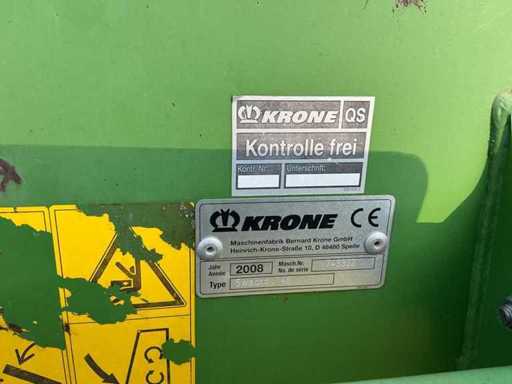 KRONE QS
Kontrolle frei
Kontr. Nr. Unterschrift:
KRONE CE
Maschinenfabrik Bernard Krone GmbH
Heinrich-Krone-Straße 10, D 48480 Spelle
Jahr 2008 Masch.Nr.
Année No. de série
Type